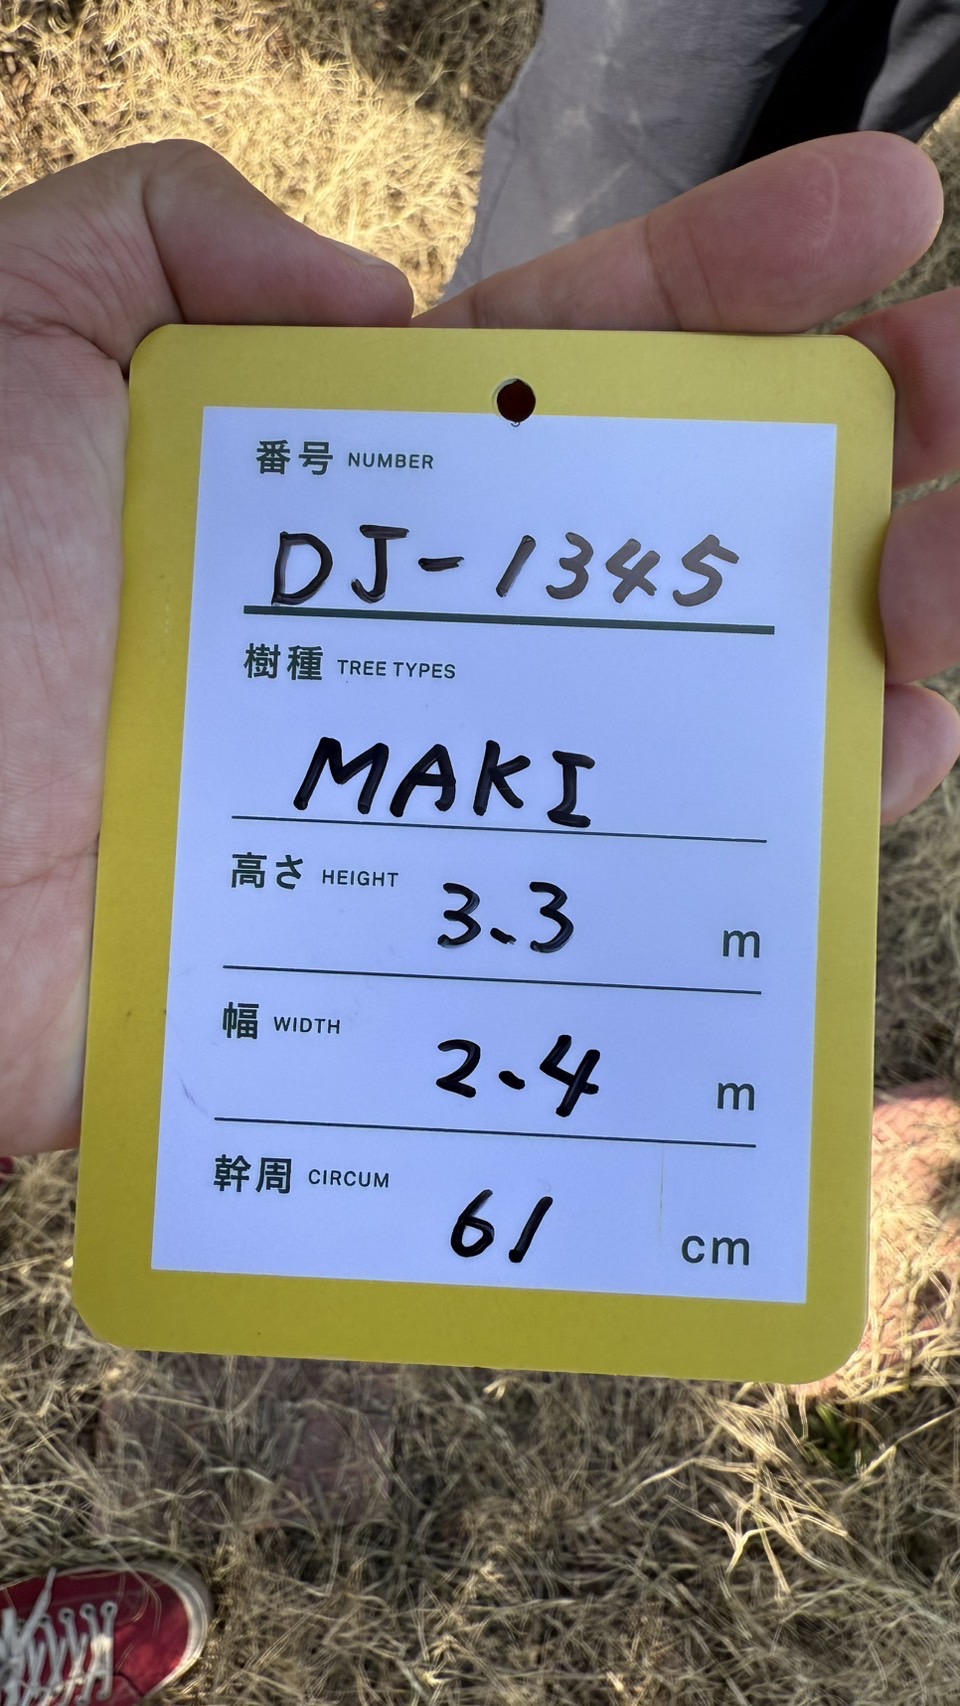 番号 NUMBER
DJ-1345
樹種 TREE TYPES
MAKI
高さ HEIGHT 3.3 m
幅 WIDTH 2.4 m
幹周 CIRCUM 61 cm